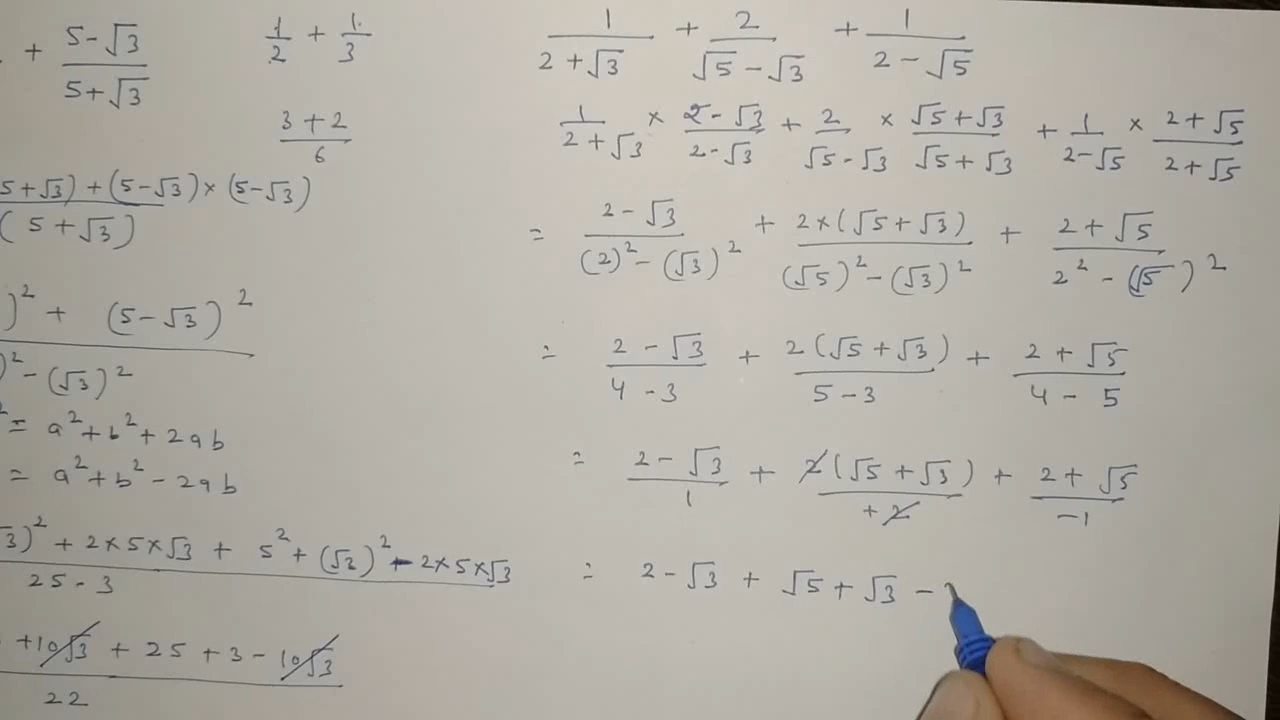 + (5-√3)/(5+√3)
1/2 + 1/3
(3+2)/6
5+√3) + (5-√3) × (5-√3)
( 5+√3)
)² + (5-√3)²
)² - (√3)²
² = a² + b² + 2ab
= a² + b² - 2ab
√3)² + 2×5×√3 + 5² + (√3)² - 2×5×√3
25-3
+10√3 + 25 + 3 - 10√3
22
1/(2+√3) + 2/(√5-√3) + 1/(2-√5)
1/(2+√3) × (2-√3)/(2-√3) + 2/(√5-√3) × (√5+√3)/(√5+√3) + 1/(2-√5) × (2+√5)/(2+√5)
= (2-√3)/((2)²-(√3)²) + 2×(√5+√3)/((√5)²-(√3)²) + (2+√5)/(2²-(√5)²)
= (2-√3)/(4-3) + 2(√5+√3)/(5-3) + (2+√5)/(4-5)
= (2-√3)/1 + 2(√5+√3)/+2 + (2+√5)/-1
= 2-√3 + √5+√3 -